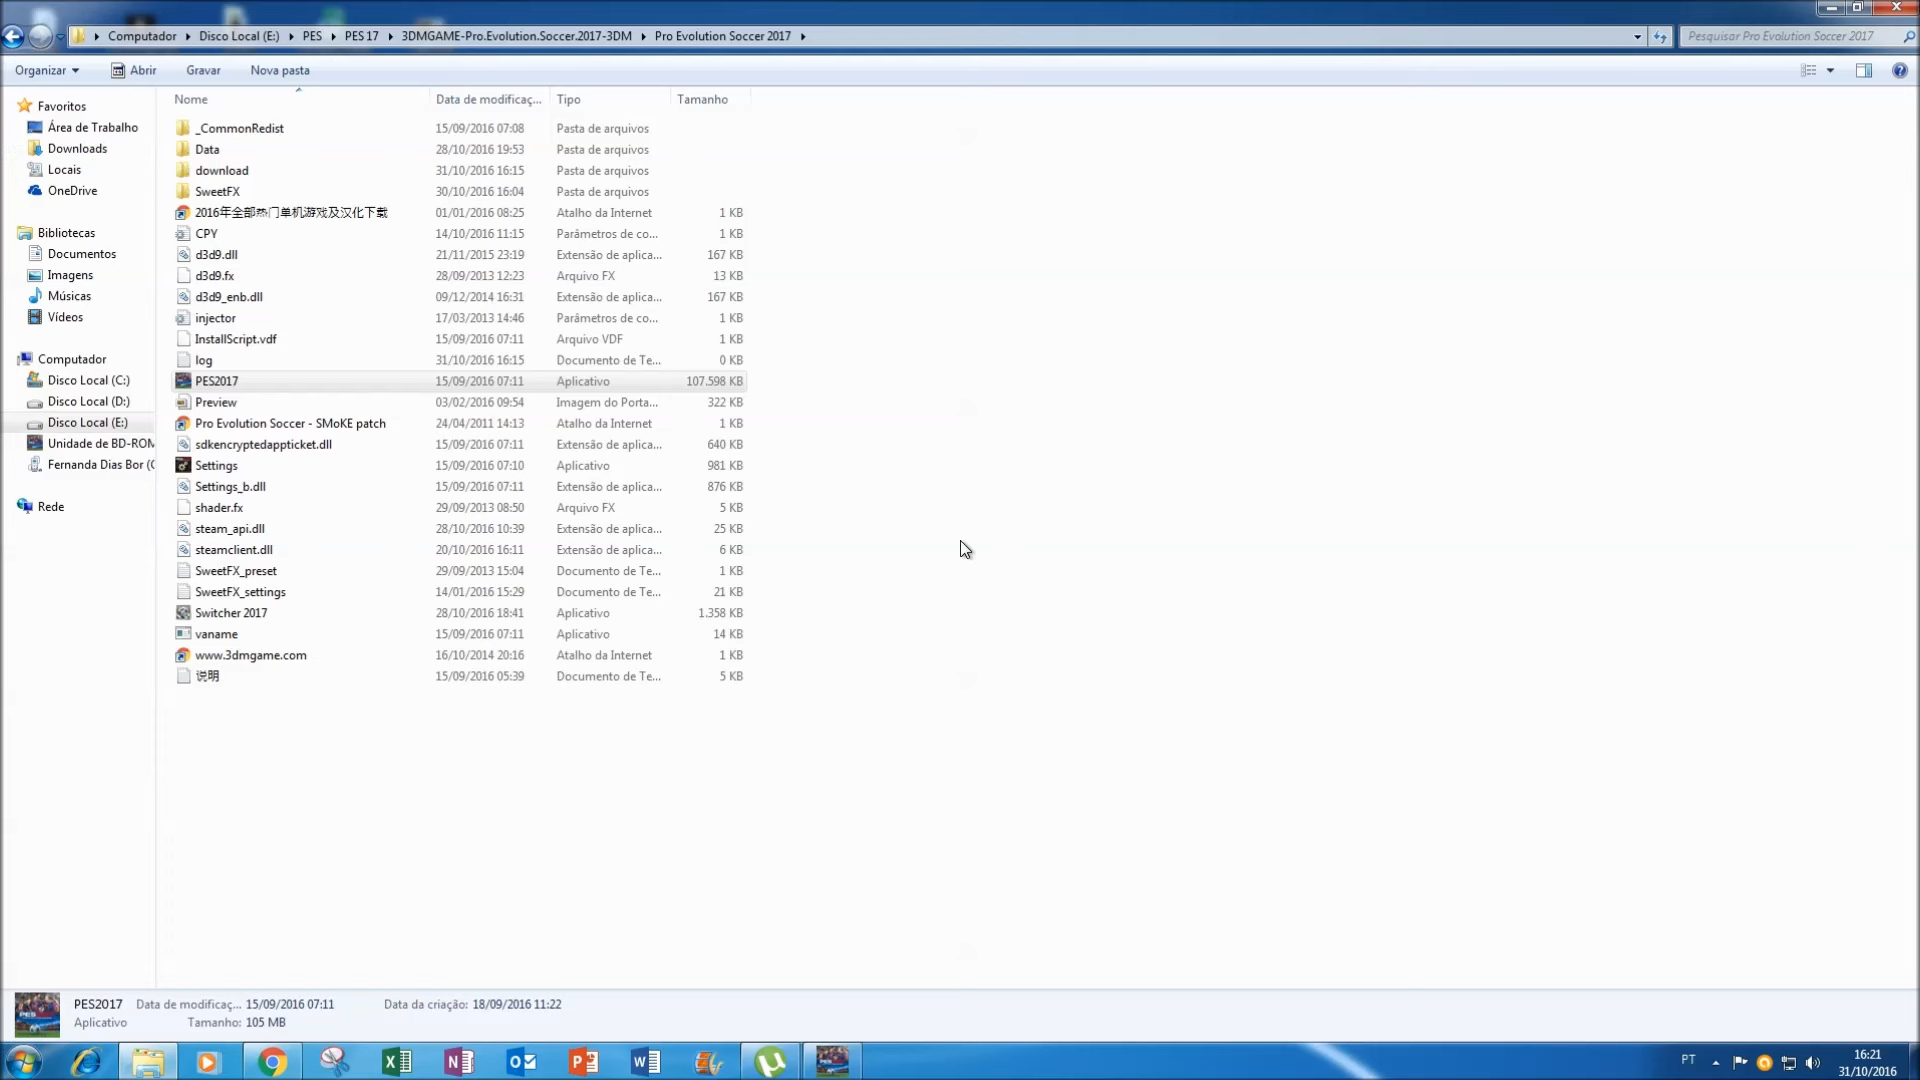 Computador Disco Local (E:) PES PES 17 3DMGAME-Pro.Evolution.Soccer.2017-3DM Pro Evolution Soccer 2017 Pesquisar Pro Evolution Soccer 2017
Organizar Abrir Gravar Nova pasta
Nome Data de modificaç... Tipo Tamanho
Favoritos
Área de Trabalho
Downloads
Locais
OneDrive
Bibliotecas
Documentos
Imagens
Músicas
Vídeos
Computador
Disco Local (C:)
Disco Local (D:)
Disco Local (E:)
Unidade de BD-ROM
Fernanda Dias Bor (
Rede
_CommonRedist 15/09/2016 07:08 Pasta de arquivos
Data 28/10/2016 19:53 Pasta de arquivos
download 31/10/2016 16:15 Pasta de arquivos
SweetFX 30/10/2016 16:04 Pasta de arquivos
2016年全部热门单机游戏及汉化下载 01/01/2016 08:25 Atalho da Internet 1 KB
CPY 14/10/2016 11:15 Parâmetros de co... 1 KB
d3d9.dll 21/11/2015 23:19 Extensão de aplica... 167 KB
d3d9.fx 28/09/2013 12:23 Arquivo FX 13 KB
d3d9_enb.dll 09/12/2014 16:31 Extensão de aplica... 167 KB
injector 17/03/2013 14:46 Parâmetros de co... 1 KB
InstallScript.vdf 15/09/2016 07:11 Arquivo VDF 1 KB
log 31/10/2016 16:15 Documento de Te... 0 KB
PES2017 15/09/2016 07:11 Aplicativo 107.598 KB
Preview 03/02/2016 09:54 Imagem do Porta... 322 KB
Pro Evolution Soccer - SMoKE patch 24/04/2011 14:13 Atalho da Internet 1 KB
sdkencryptedappticket.dll 15/09/2016 07:11 Extensão de aplica... 640 KB
Settings 15/09/2016 07:10 Aplicativo 981 KB
Settings_b.dll 15/09/2016 07:11 Extensão de aplica... 876 KB
shader.fx 29/09/2013 08:50 Arquivo FX 5 KB
steam_api.dll 28/10/2016 10:39 Extensão de aplica... 25 KB
steamclient.dll 20/10/2016 16:11 Extensão de aplica... 6 KB
SweetFX_preset 29/09/2013 15:04 Documento de Te... 1 KB
SweetFX_settings 14/01/2016 15:29 Documento de Te... 21 KB
Switcher 2017 28/10/2016 18:41 Aplicativo 1.358 KB
vaname 15/09/2016 07:11 Aplicativo 14 KB
www.3dmgame.com 16/10/2014 20:16 Atalho da Internet 1 KB
说明 15/09/2016 05:39 Documento de Te... 5 KB
PES2017 Data de modificaç... 15/09/2016 07:11 Data da criação: 18/09/2016 11:22
Aplicativo Tamanho: 105 MB
PT 16:21
31/10/2016